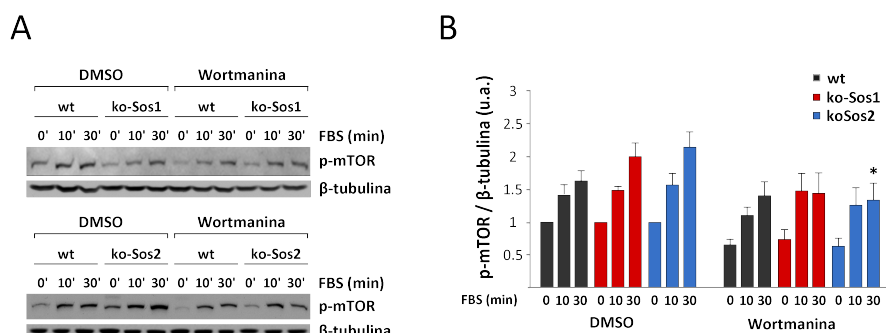 A
DMSO Wortmanina
wt ko-Sos1 wt ko-Sos1
0' 10' 30' 0' 10' 30' 0' 10' 30' 0' 10' 30' FBS (min)
p-mTOR
β-tubulina
DMSO Wortmanina
wt ko-Sos2 wt ko-Sos2
0' 10' 30' 0' 10' 30' 0' 10' 30' 0' 10' 30' FBS (min)
p-mTOR
β-tubulina
B
wt
ko-Sos1
koSos2
p-mTOR / β-tubulina (u.a.)
3
2.5
2
1.5
1
0.5
*
FBS (min) 0 10 30 0 10 30 0 10 30 0 10 30 0 10 30 0 10 30
DMSO Wortmanina